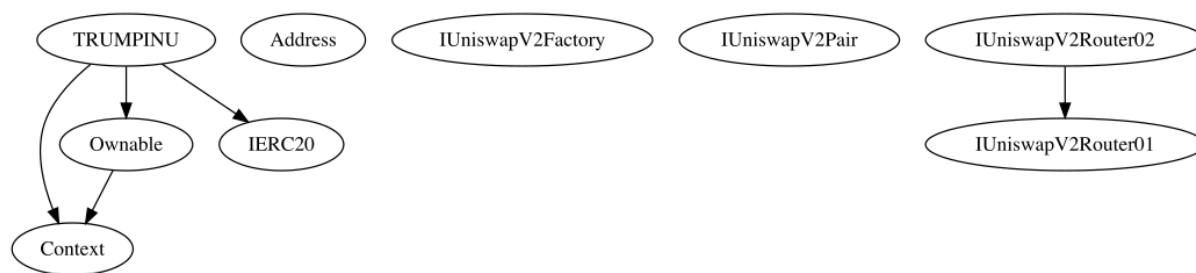 TRUMPINU
Address
IUniswapV2Factory
IUniswapV2Pair
IUniswapV2Router02
Ownable
IERC20
IUniswapV2Router01
Context